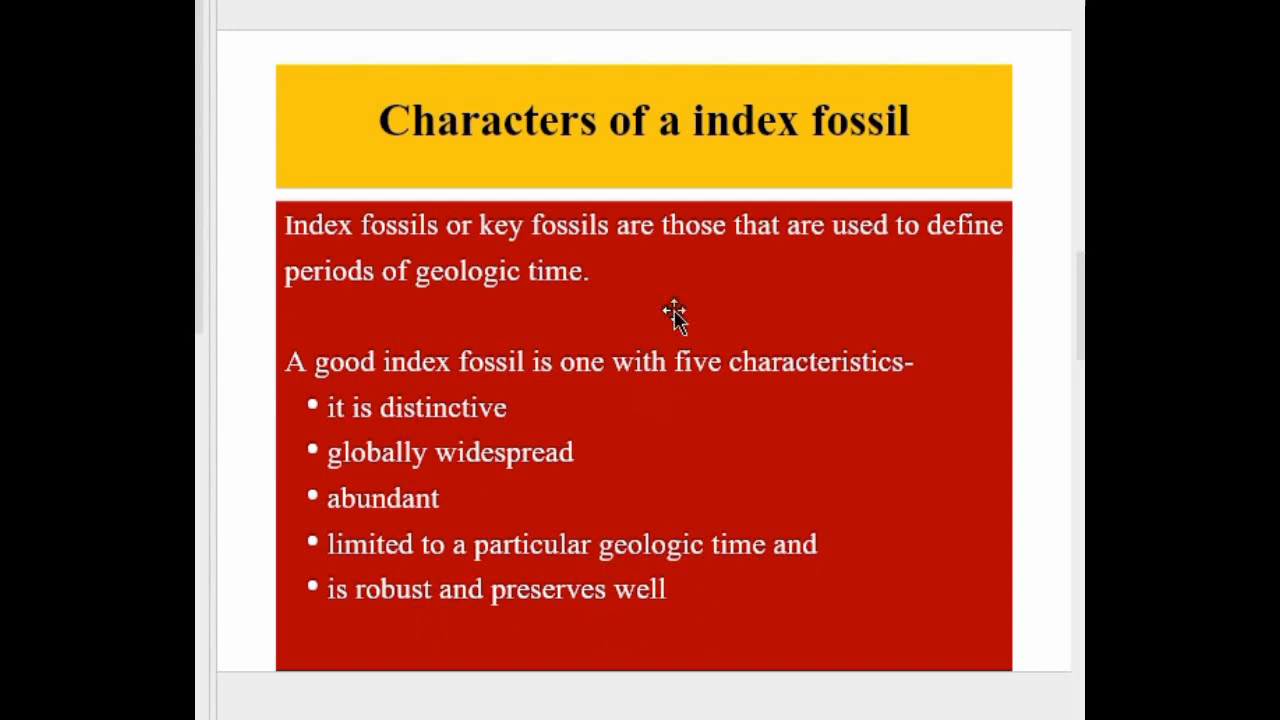 Characters of a index fossil
Index fossils or key fossils are those that are used to define
periods of geologic time.
A good index fossil is one with five characteristics-
• it is distinctive
• globally widespread
• abundant
• limited to a particular geologic time and
• is robust and preserves well